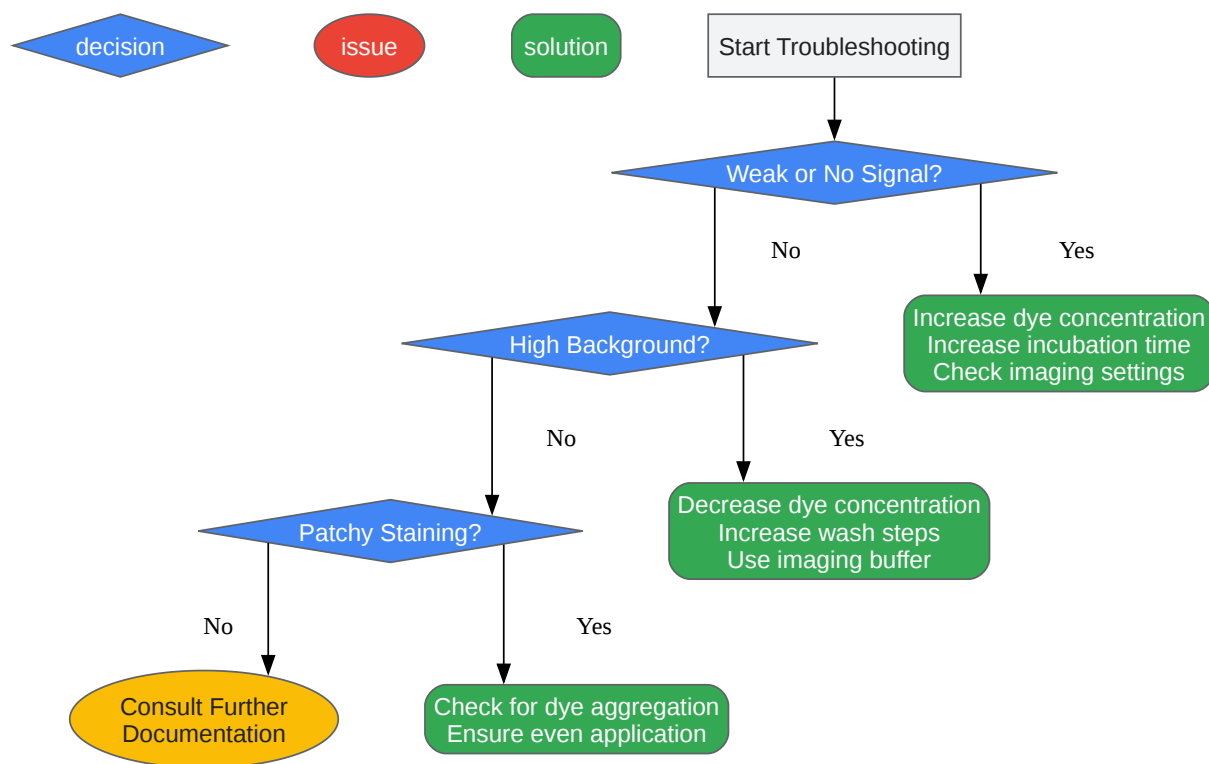 decision
issue
solution
Start Troubleshooting
Weak or No Signal?
No
Yes
Increase dye concentration
Increase incubation time
Check imaging settings
High Background?
No
Yes
Decrease dye concentration
Increase wash steps
Use imaging buffer
Patchy Staining?
No
Yes
Consult Further
Documentation
Check for dye aggregation
Ensure even application